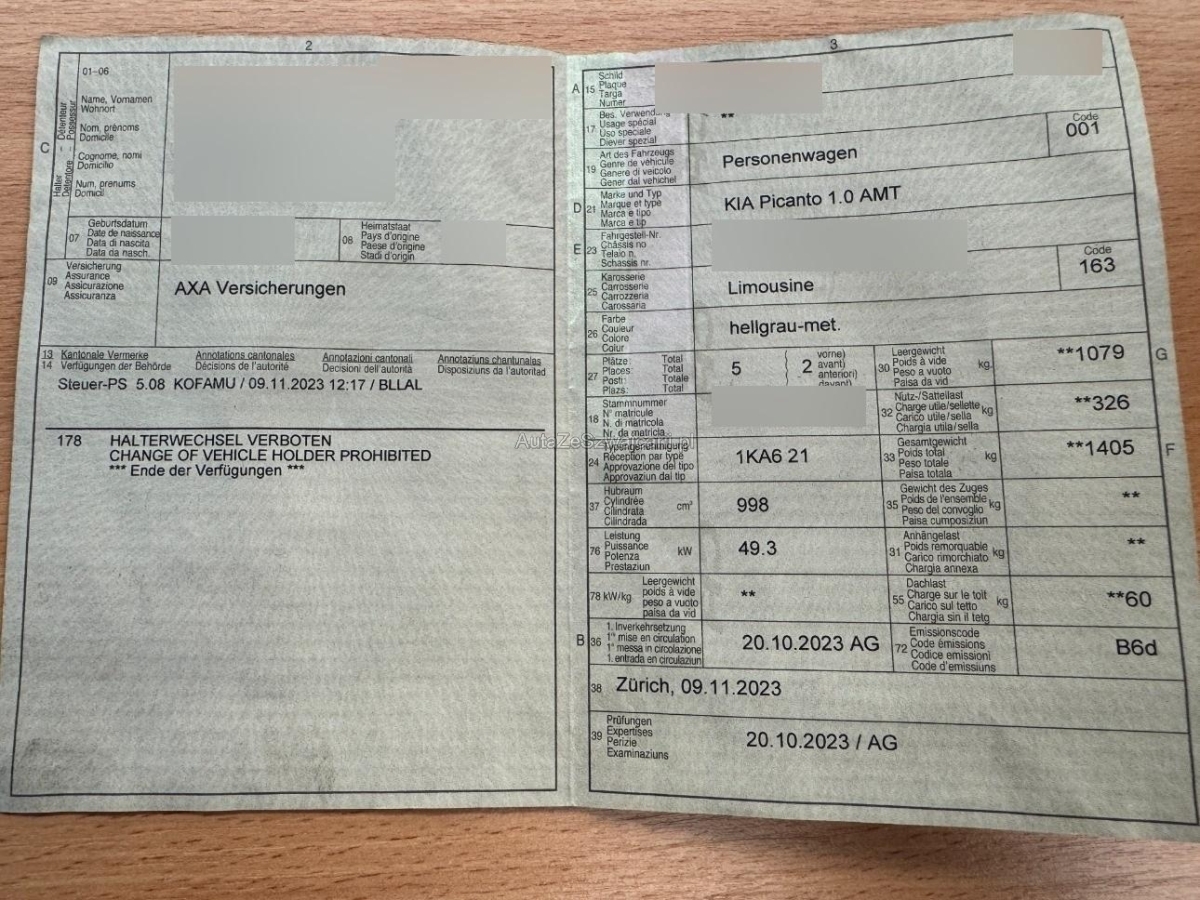 2
01-06
Name, Vornamen
Wohnort
Nom, prénoms
Domicile
Cognome, nomi
Domicilio
Num, prenums
Domicil
C
Halter – Détenteur
Detentore – Possessur
07
Geburtsdatum
Date de naissance
Data di nascita
Data da nasch.
08
Heimatstaat
Pays d'origine
Paese d'origine
Stadi d'origin
09
Versicherung
Assurance
Assicurazione
Assicuranza
AXA Versicherungen
13 Kantonale Vermerke Annotations cantonales Annotazioni cantonali Annotaziuns chantunalas
14 Verfügungen der Behörde Décisions de l'autorité Decisioni dell'autorità Disposiziuns da l'autoritad
Steuer-PS 5.08 KOFAMU / 09.11.2023 12:17 / BLLAL
178 HALTERWECHSEL VERBOTEN
CHANGE OF VEHICLE HOLDER PROHIBITED
*** Ende der Verfügungen ***
3
A 15
Schild
Plaque
Targa
Numer
17
Bes. Verwendung
Usage spécial
Uso speciale
Diever spezial
**
19
Art des Fahrzeugs
Genre de véhicule
Genere di veicolo
Gener dal vehichel
Personenwagen
Code
001
D 21
Marke und Typ
Marque et type
Marca e tipo
Marca e tip
KIA Picanto 1.0 AMT
E 23
Fahrgestell-Nr.
Châssis no
Telaio n.
Schassis nr.
25
Karosserie
Carrosserie
Carrozzeria
Carossaria
Limousine
Code
163
26
Farbe
Couleur
Colore
Colur
hellgrau-met.
27
Plätze: Total
Places: Total
Posti: Totale
Plazs: Total
5
2
vorne)
avant)
anteriori)
davant)
30
Leergewicht
Poids à vide
Peso a vuoto
Paisa da vid
kg
**1079
G
18
Stammnummer
N° matricule
N. di matricola
Nr. da matricla
32
Nutz-/Sattellast
Charge utile/sellette
Carico utile/sella
Chargia utila/sella
kg
**326
AutaZeSzwajcarii.pl
24
Typengenehmigung
Réception par type
Approvazione del tipo
Approvaziun dal tip
1KA6 21
33
Gesamtgewicht
Poids total
Peso totale
Paisa totala
kg
**1405
F
37
Hubraum
Cylindrée
Cilindrata
Cilindrada
cm³
998
35
Gewicht des Zuges
Poids de l'ensemble
Peso del convoglio
Paisa cumposiziun
kg
**
76
Leistung
Puissance
Potenza
Prestaziun
kW
49.3
31
Anhängelast
Poids remorquable
Carico rimorchiato
Chargia annexa
kg
**
78 kW/kg
Leergewicht
poids à vide
peso a vuoto
paisa da vid
**
55
Dachlast
Charge sur le toit
Carico sul tetto
Chargia sin il tetg
kg
**60
B 36
1. Inverkehrsetzung
1re mise en circulation
1a messa in circolazione
1. entrada en circulaziun
20.10.2023 AG
72
Emissionscode
Code émissions
Codice emissioni
Code d'emissiuns
B6d
38
Zürich, 09.11.2023
39
Prüfungen
Expertises
Perizie
Examinaziuns
20.10.2023 / AG